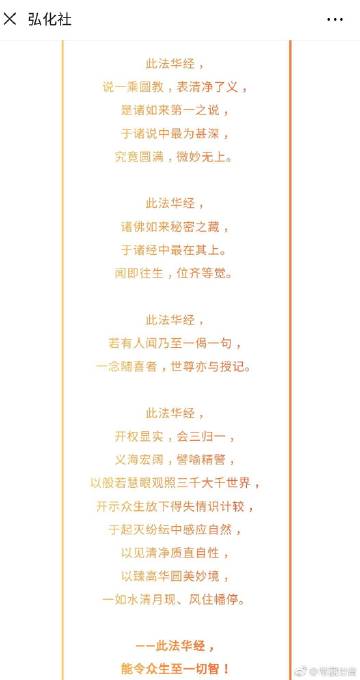 弘化社
此法华经，
说一乘圆教，表清净了义，
是诸如来第一之说，
于诸说中最为甚深，
究竟圆满，微妙无上。
此法华经，
诸佛如来秘密之藏，
于诸经中最在其上。
闻即往生，位齐等觉。
此法华经，
若有人闻乃至一偈一句，
一念随喜者，世尊亦与授记。
此法华经，
开权显实，会三归一，
义海宏阔，譬喻精警，
以般若慧眼观照三千大千世界，
开示众生放下得失情识计较，
于起灭纷纭中感应自然，
以见清净质直自性，
以臻高华圆美妙境，
一如水清月现、风住幡停。
——此法华经，
能令众生至一切智！